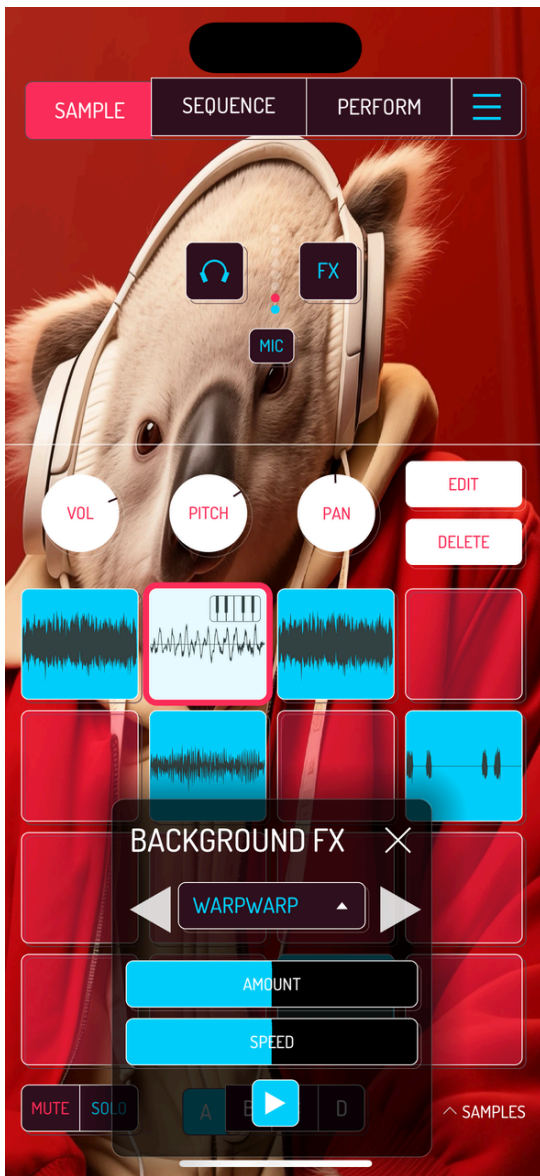 SAMPLE SEQUENCE PERFORM
FX
MIC
VOL PITCH PAN EDIT
DELETE
BACKGROUND FX
WARPWARP
AMOUNT
SPEED
MUTE SOLO A B D SAMPLES